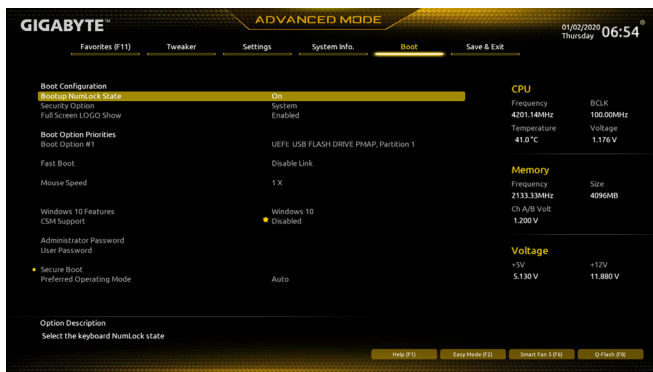 GIGABYTE™
ADVANCED MODE
01/02/2020
Thursday
06:54
Favorites (F11) Tweaker Settings System Info. Boot Save & Exit
Boot Configuration
Bootup NumLock State On
Security Option System
Full Screen LOGO Show Enabled
Boot Option Priorities
Boot Option #1 UEFI: USB FLASH DRIVE PMAP, Partition 1
Fast Boot Disable Link
Mouse Speed 1 X
Windows 10 Features Windows 10
CSM Support Disabled
Administrator Password
User Password
Secure Boot
Preferred Operating Mode Auto
CPU
Frequency BCLK
4201.14MHz 100.00MHz
Temperature Voltage
41.0 °C 1.176 V
Memory
Frequency Size
2133.33MHz 4096MB
Ch A/B Volt
1.200 V
Voltage
+5V +12V
5.130 V 11.880 V
Option Description
Select the keyboard NumLock state
Help (F1) Easy Mode (F2) Smart Fan 5 (F6) Q-Flash (F8)